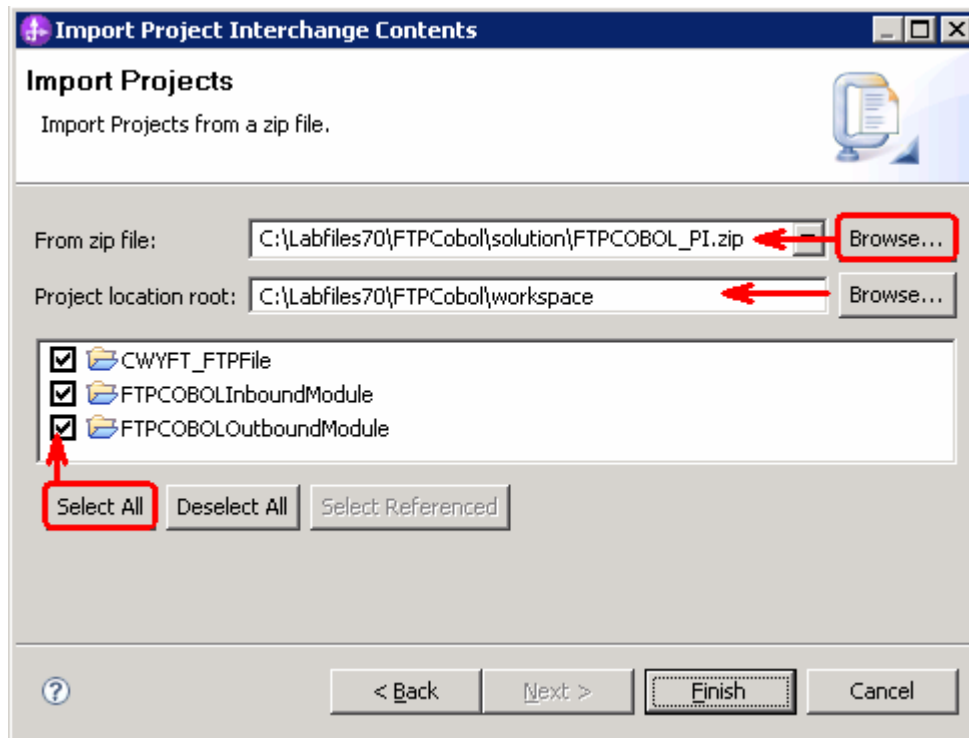 Import Project Interchange Contents
Import Projects
Import Projects from a zip file.
From zip file: C:\Labfiles70\FTPCobol\solution\FTPCOBOL_PI.zip Browse...
Project location root: C:\Labfiles70\FTPCobol\workspace Browse...
CWYFT_FTPFile
FTPCOBOLInboundModule
FTPCOBOLOutboundModule
Select All Deselect All Select Referenced
? < Back Next > Finish Cancel